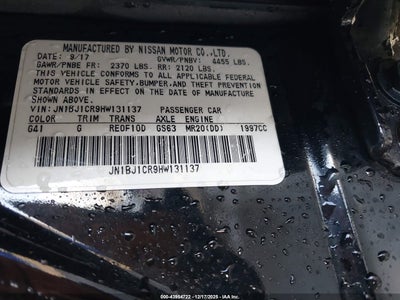 MANUFACTURED BY NISSAN MOTOR CO.,LTD.
DATE: 9/17 GVWR/PNBV: 4455 LBS.
GAWR/PNBE FR: 2370 LBS. RR: 2120 LBS.
THIS VEHICLE CONFORMS TO ALL APPLICABLE FEDERAL
MOTOR VEHICLE SAFETY,BUMPER,AND THEFT PREVENTION
STANDARDS IN EFFECT ON THE DATE OF MANUFACTURE
SHOWN ABOVE.
VIN:JN1BJ1CR9HW131137 PASSENGER CAR
COLOR TRIM TRANS AXLE ENGINE
G41 G RE0F10D GS63 MR20(DD) 1997CC
JN1BJ1CR9HW131137
000-43984722 - 12/17/2025 - © IAA Inc.